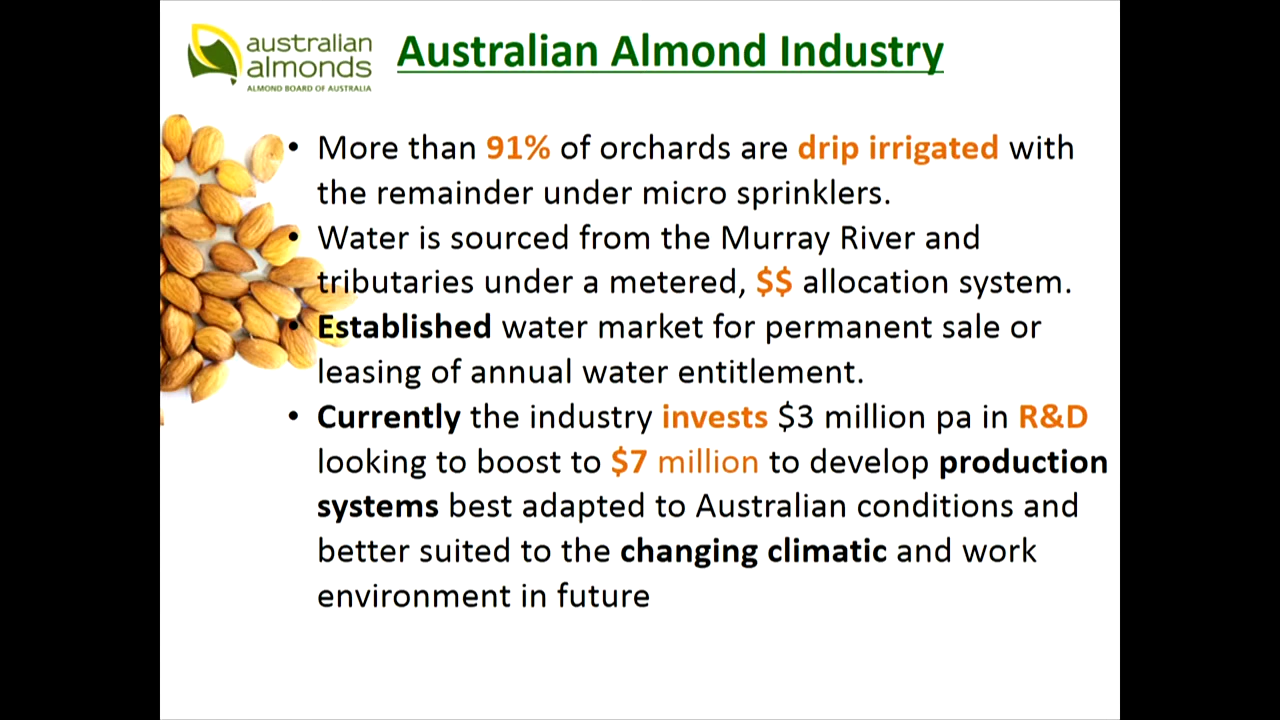 australian
almonds
ALMOND BOARD OF AUSTRALIA
Australian Almond Industry
• More than 91% of orchards are drip irrigated with
the remainder under micro sprinklers.
• Water is sourced from the Murray River and
tributaries under a metered, $$ allocation system.
• Established water market for permanent sale or
leasing of annual water entitlement.
• Currently the industry invests $3 million pa in R&D
looking to boost to $7 million to develop production
systems best adapted to Australian conditions and
better suited to the changing climatic and work
environment in future